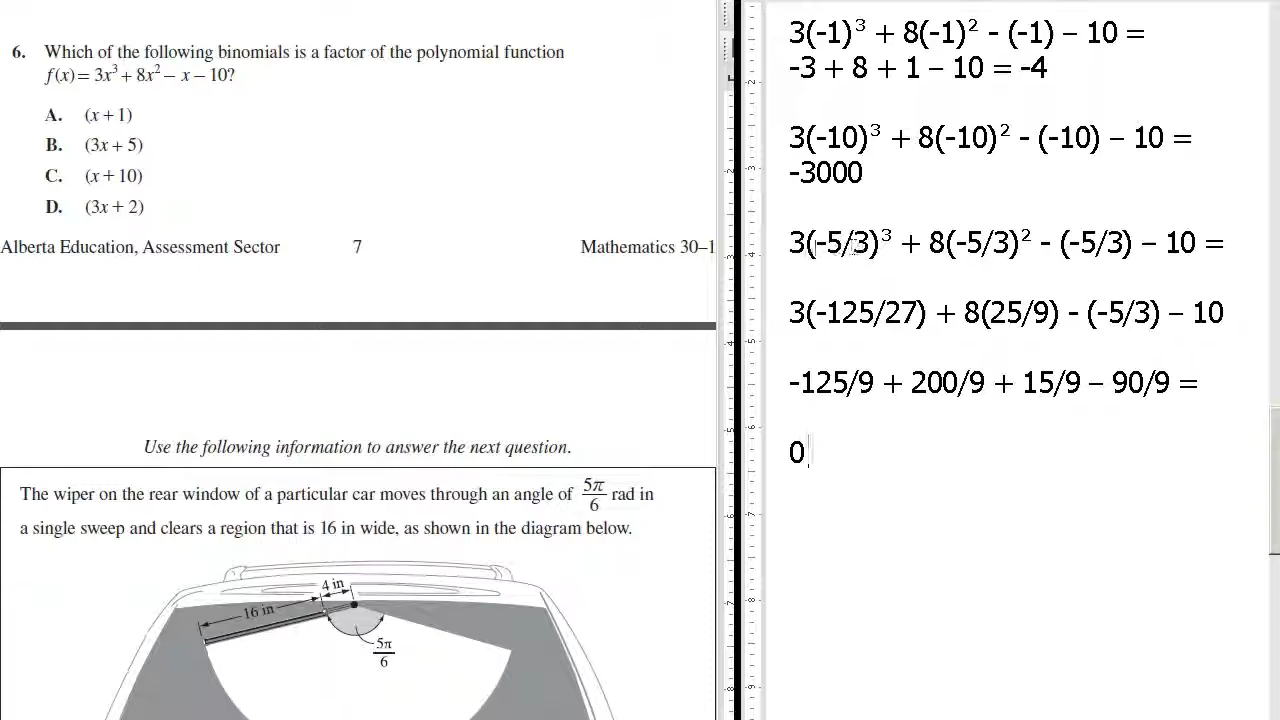 6. Which of the following binomials is a factor of the polynomial function
f(x) = 3x³ + 8x² − x − 10?
A. (x + 1)
B. (3x + 5)
C. (x + 10)
D. (3x + 2)
Alberta Education, Assessment Sector 7 Mathematics 30–1
Use the following information to answer the next question.
The wiper on the rear window of a particular car moves through an angle of 5π/6 rad in
a single sweep and clears a region that is 16 in wide, as shown in the diagram below.
4 in
16 in
5π/6
3(-1)³ + 8(-1)² - (-1) – 10 =
-3 + 8 + 1 – 10 = -4
3(-10)³ + 8(-10)² - (-10) – 10 =
-3000
3(-5/3)³ + 8(-5/3)² - (-5/3) – 10 =
3(-125/27) + 8(25/9) - (-5/3) – 10
-125/9 + 200/9 + 15/9 – 90/9 =
0